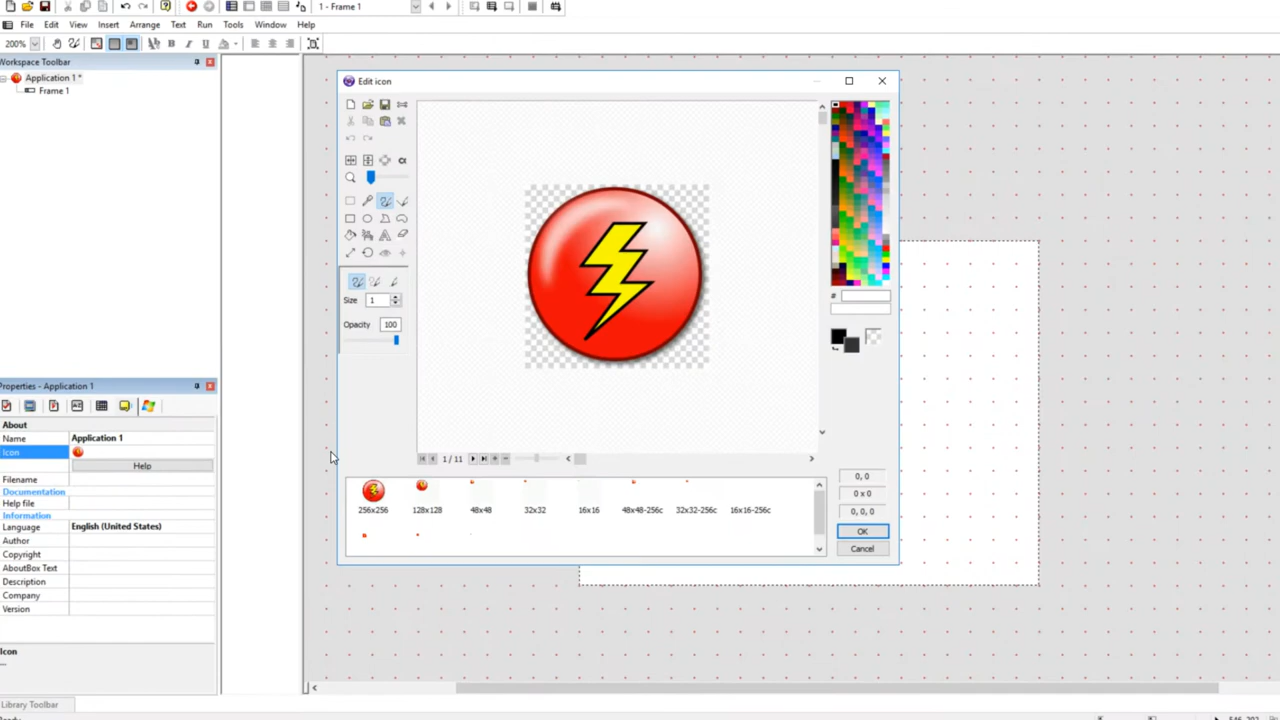 1 - Frame 1
File Edit View Insert Arrange Text Run Tools Window Help
200%
Workspace Toolbar
Application 1 *
Frame 1
Edit icon
Size 1
Opacity 100
#
1 / 11
256x256 128x128 48x48 32x32 16x16 48x48-256c 32x32-256c 16x16-256c
0, 0
0 x 0
0, 0, 0
OK
Cancel
Properties - Application 1
About
Name Application 1
Icon
Help
Filename
Documentation
Help file
Information
Language English (United States)
Author
Copyright
AboutBox Text
Description
Company
Version
Icon
---
Library Toolbar